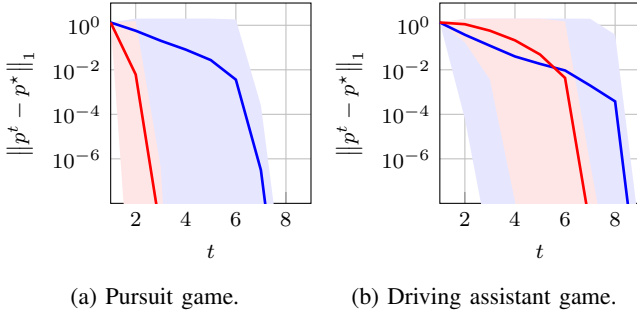 10^0
10^−2
10^−4
10^−6
‖p^t − p^⋆‖_1
2 4 6 8
t
(a) Pursuit game.
10^0
10^−2
10^−4
10^−6
‖p^t − p^⋆‖_1
2 4 6 8
t
(b) Driving assistant game.